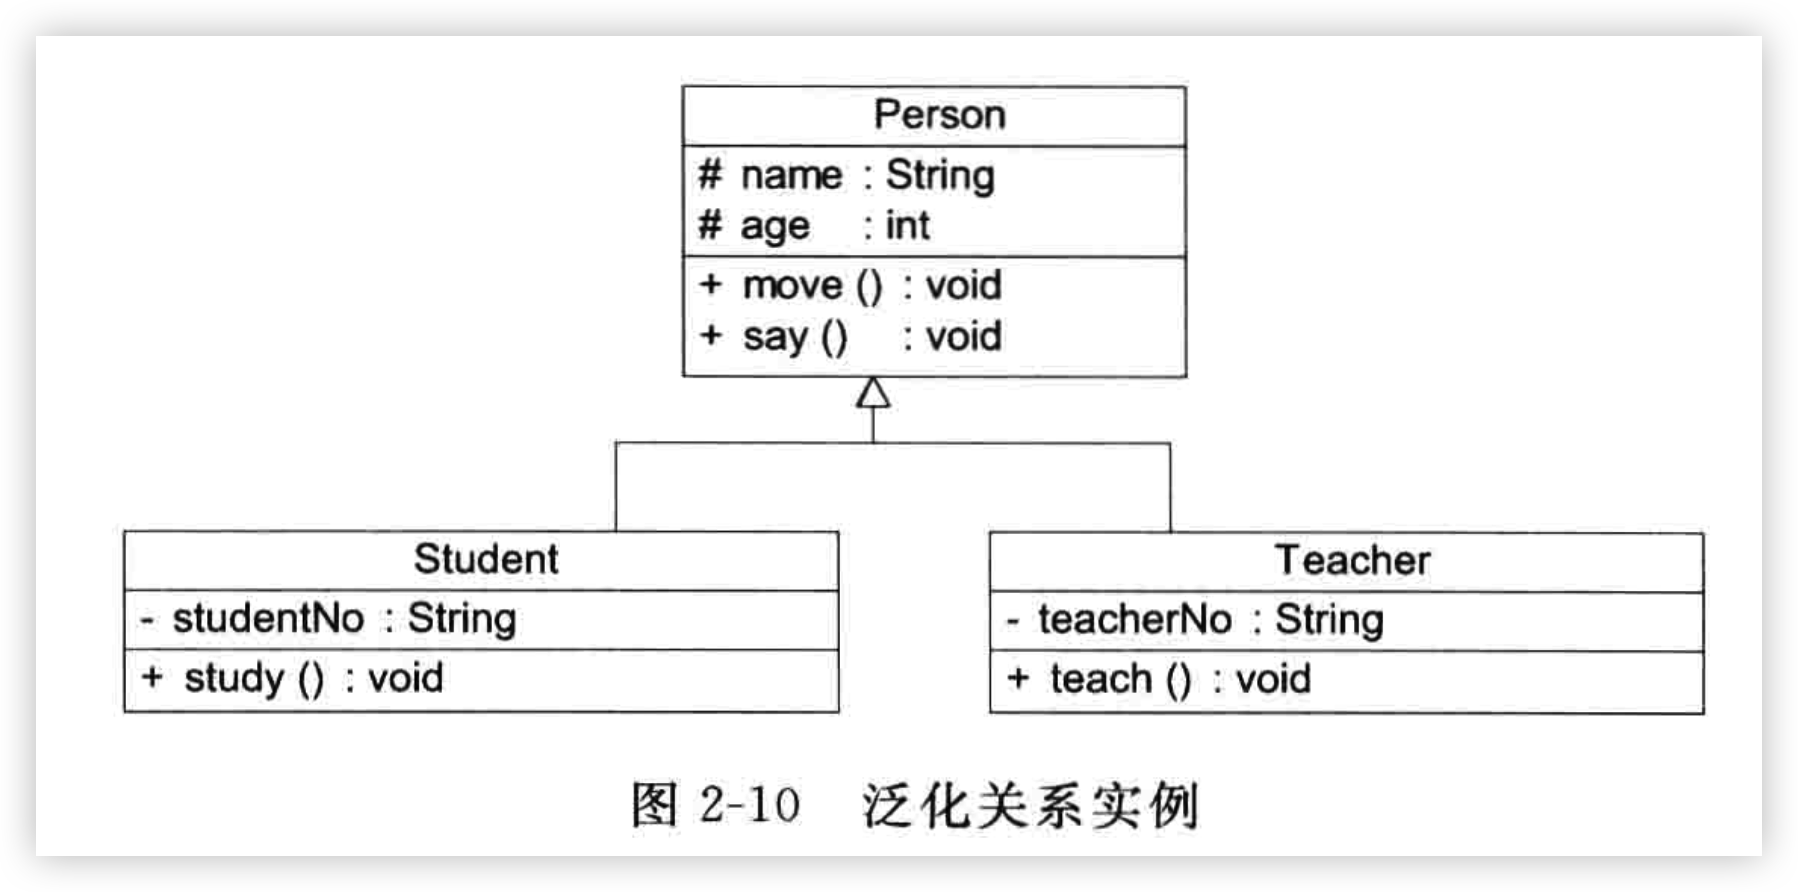 Person
# name : String
# age : int
+ move () : void
+ say () : void
Student
- studentNo : String
+ study () : void
Teacher
- teacherNo : String
+ teach () : void
图 2-10 泛化关系实例